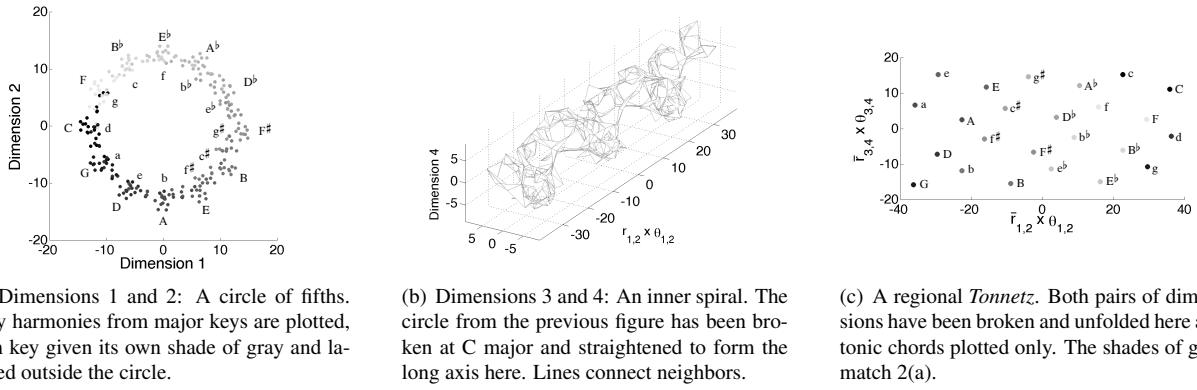 20
10
0
-10
-20
-20
-10
0
10
20
Dimension 2
Dimension 1
E♭
B♭
A♭
F
D♭
C
F♯
G
B
D
E
A
f
c
b♭
g
e♭
d
g♯
a
c♯
e
f♯
b
5
0
-5
Dimension 4
5
0
-5
-30
-20
-10
0
10
20
30
r1,2 x θ1,2
20
10
0
-10
-20
-40
-20
0
20
40
r̄3,4 x θ3,4
r̄1,2 x θ1,2
e
g♯
c
E
A♭
C
a
c♯
f
A
D♭
F
f♯
b♭
d
D
F♯
B♭
b
e♭
g
G
B
E♭
Dimensions 1 and 2: A circle of fifths.
y harmonies from major keys are plotted,
key given its own shade of gray and la-
ed outside the circle.
(b) Dimensions 3 and 4: An inner spiral. The
circle from the previous figure has been bro-
ken at C major and straightened to form the
long axis here. Lines connect neighbors.
(c) A regional Tonnetz. Both pairs of dim
sions have been broken and unfolded here a
tonic chords plotted only. The shades of g
match 2(a).